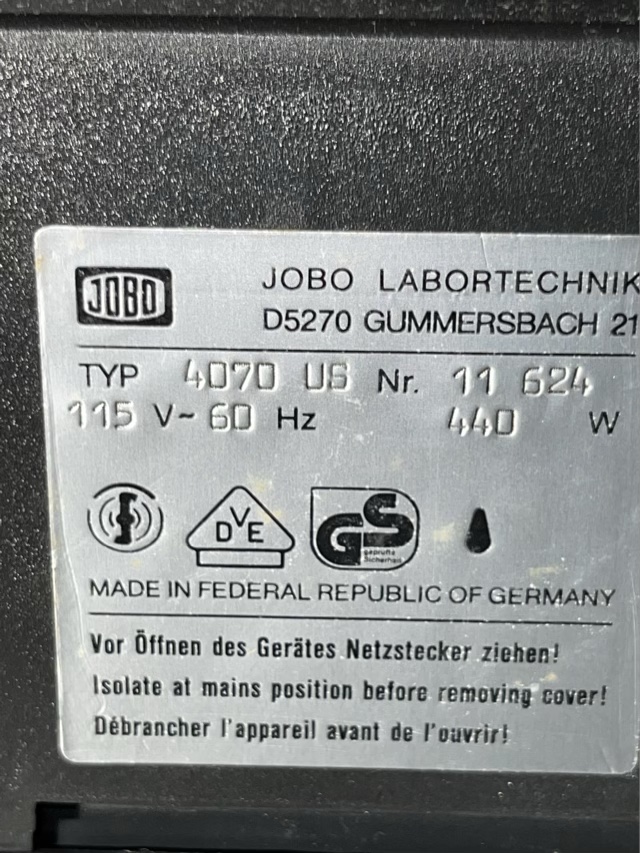 JOBO
JOBO LABORTECHNIK
D5270 GUMMERSBACH 21
TYP 4070 US Nr. 11 624
115 V~ 60 Hz 440 W
DVE
GS
geprüfte
Sicherheit
MADE IN FEDERAL REPUBLIC OF GERMANY
Vor Öffnen des Gerätes Netzstecker ziehen!
Isolate at mains position before removing cover!
Débrancher l'appareil avant de l'ouvrir!